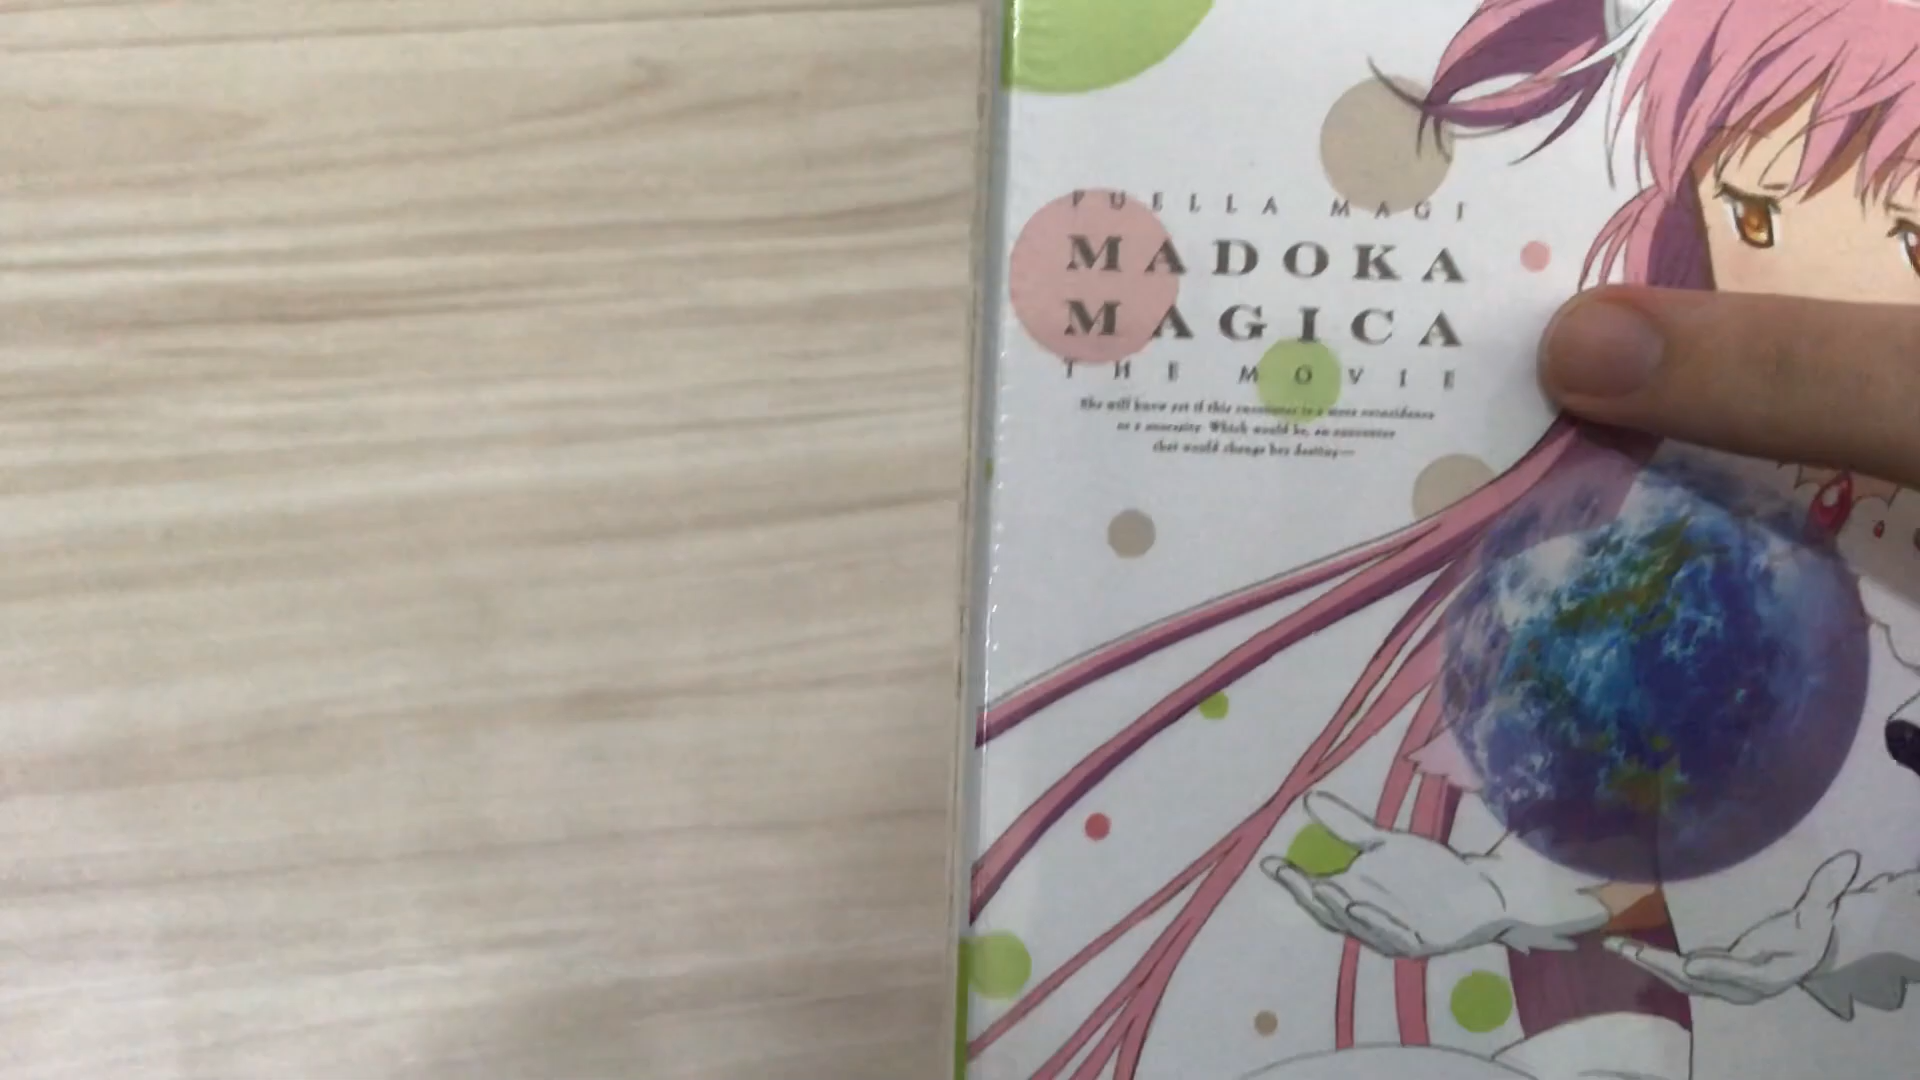 PUELLA MAGI
MADOKA
MAGICA
THE MOVIE
She will know yet if this encounter is a mere coincidence
or a necessity. Which would be, an encounter
that would change her destiny—